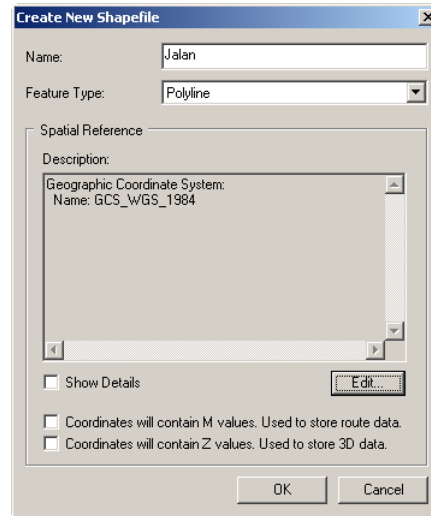 Create New Shapefile
Name: Jalan
Feature Type: Polyline
Spatial Reference
Description:
Geographic Coordinate System:
Name: GCS_WGS_1984
Show Details
Edit...
Coordinates will contain M values. Used to store route data.
Coordinates will contain Z values. Used to store 3D data.
OK
Cancel